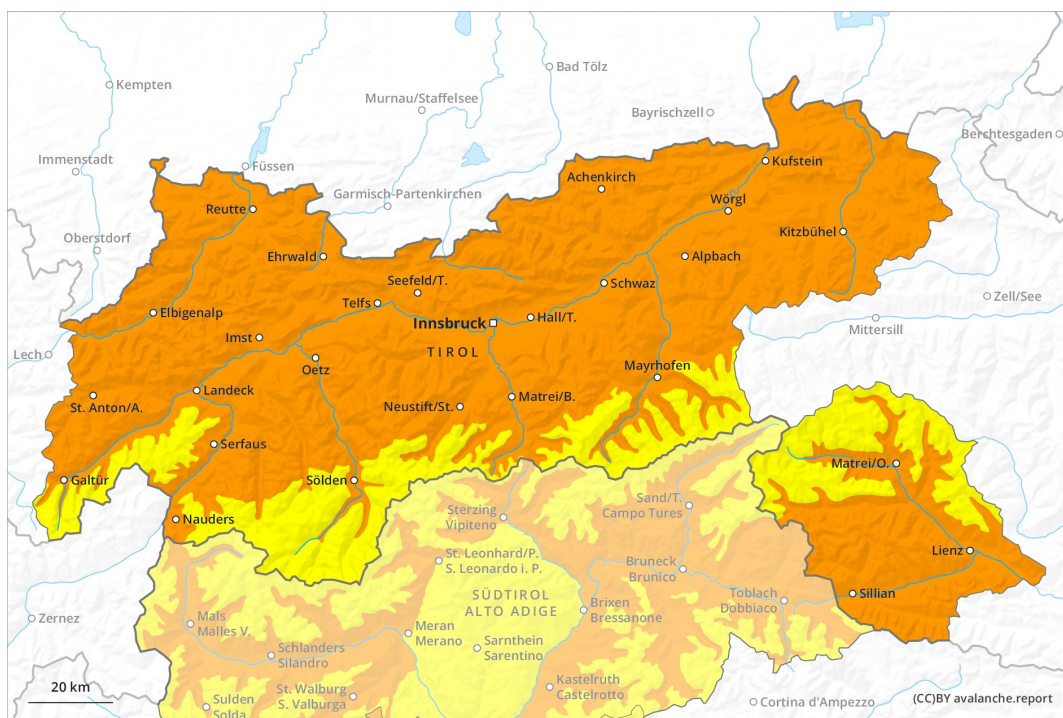 Kempten
Bad Tölz
Murnau/Staffelsee
Bayrischzell
Berchtesgaden
Immenstadt
Füssen
Garmisch-Partenkirchen
Achenkirch
Kufstein
Reutte
Wörgl
Oberstdorf
Kitzbühel
Ehrwald
Alpbach
Seefeld/T.
Schwaz
Zell/See
Telfs
Elbigenalp
Innsbruck
Hall/T.
Mittersill
Imst
TIROL
Lech
Oetz
Mayrhofen
Landeck
St. Anton/A.
Neustift/St.
Matrei/B.
Serfaus
Matrei/O.
Galtür
Sölden
Sand/T.
Campo Tures
Sterzing
Vipiteno
Nauders
Lienz
St. Leonhard/P.
S. Leonardo i. P.
Bruneck
Brunico
Sillian
SÜDTIROL
ALTO ADIGE
Toblach
Dobbiaco
Brixen
Bressanone
Zernez
Mals
Malles V.
Meran
Merano
Sarnthein
Sarentino
Schlanders
Silandro
20 km
St. Walburg
S. Valburga
Kastelruth
Castelrotto
Sulden
Solda
Cortina d'Ampezzo
(CC)BY avalanche.report